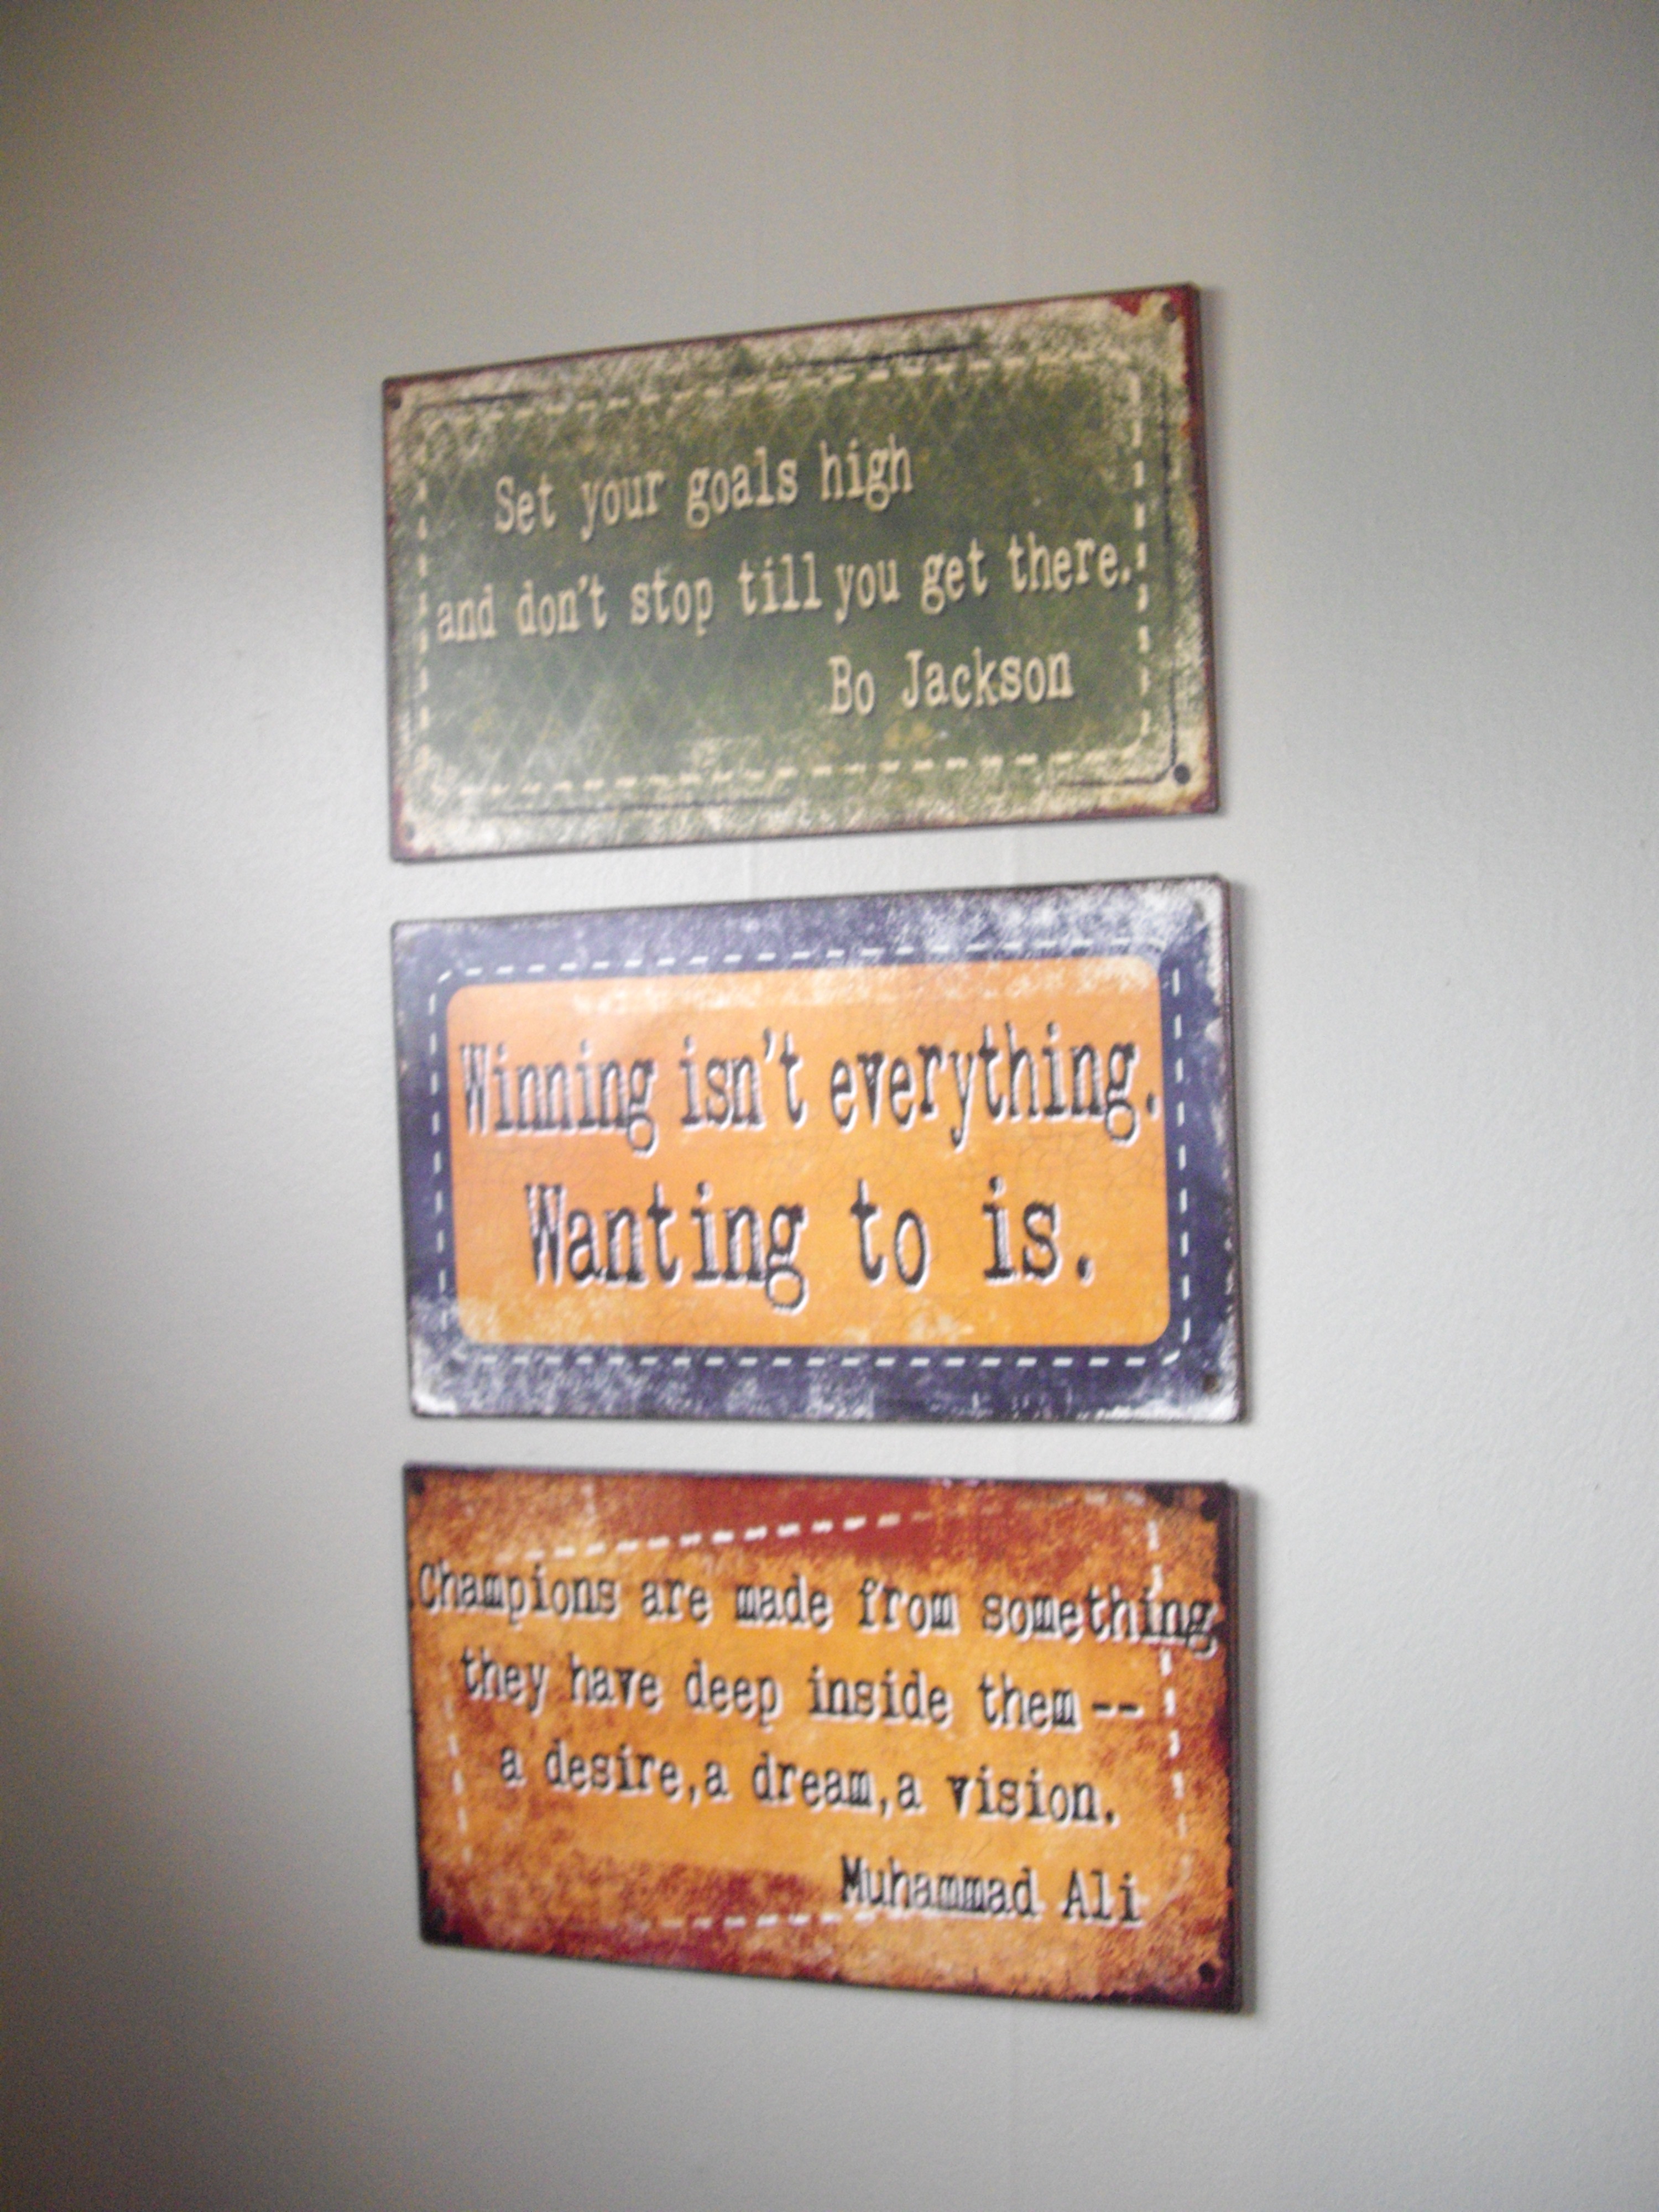 Set your goals high
and don't stop till you get there.
Bo Jackson
Winning isn't everything.
Wanting to is.
Champions are made from something
they have deep inside them--
a desire,a dream,a vision.
Muhammad Ali